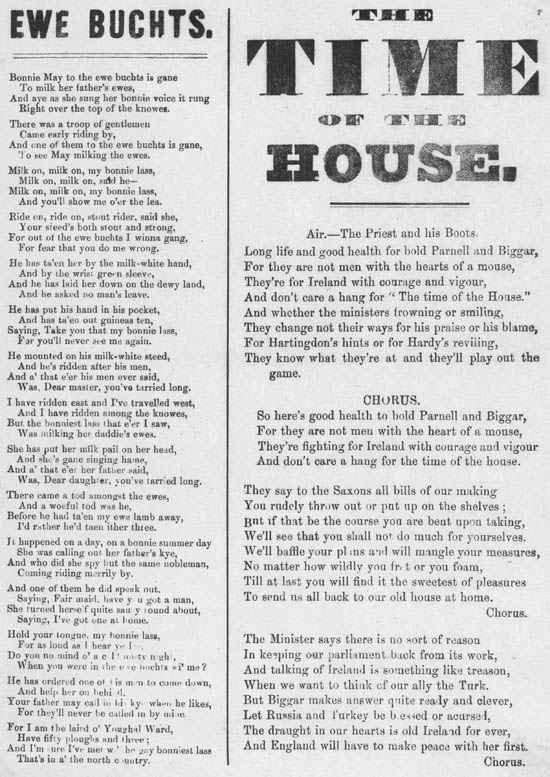 EWE BUCHTS.
Bonnie May to the ewe buchts is gane
To milk her father's ewes,
And aye as she sung her bonnie voice it rung
Right over the top of the knowes.
There was a troop of gentlemen
Came early riding by,
And one of them to the ewe buchts is gane,
To see May milking the ewes.
Milk on, milk on, my bonnie lass,
Milk on, milk on, said he—
Milk on, milk on, my bonnie lass,
And you'll show me o'er the lea.
Ride on, ride on, stout rider, said she,
Your steed's both stout and strong,
For out of the ewe buchts I winna gang,
For fear that you do me wrong.
He has ta'en her by the milk-white hand,
And by the wrist green sleeve,
And he has laid her down on the dewy land,
And he asked no man's leave.
He has put his hand in his pocket,
And has ta'en out guineas ten,
Saying, Take you that my bonnie lass,
For you'll never see me again.
He mounted on his milk-white steed,
And he's ridden after his men,
And a' that e'er his men ever said,
Was, Dear master, you've tarried long.
I have ridden east and I've travelled west,
And I have ridden among the knowes,
But the bonniest lass that e'er I saw,
Was milking her daddie's ewes.
She has put her milk pail on her head,
And she's gane singing hame,
And a' that e'er her father said,
Was, Dear daughter, you've tarried long.
There came a tod amongst the ewes,
And a woeful tod was he,
Before he had ta'en my ewe lamb away,
I'd rather he'd taen ither three.
It happened on a day, on a bonnie summer day
She was calling out her father's kye,
And who did she spy but the same nobleman,
Coming riding merrily by.
And one of them he did speak out,
Saying, Fair maid, have you got a man,
She turned herself quite saucy round about,
Saying, I've got one at home.
Hold your tongue, my bonnie lass,
For as loud as I hear
Do you no mind o' a misty night,
When you were in the ewe buchts wi' me?
He has ordered one of his men to come down,
And help her on behind.
Your father may call in his kye when he likes,
For they'll never be called in by mine.
For I am the laird o' Youghal Ward,
Have fifty ploughs and three;
And I'm sure I've met wi' the gay bonniest lass
That's in a' the north country.
THE
TIME
OF THE
HOUSE.
Air.—The Priest and his Boots.
Long life and good health for bold Parnell and Biggar,
For they are not men with the hearts of a mouse,
They're for Ireland with courage and vigour,
And don't care a hang for " The time of the House."
And whether the ministers frowning or smiling,
They change not their ways for his praise or his blame,
For Hartingdon's hints or for Hardy's reviling,
They know what they're at and they'll play out the
game.
CHORUS.
So here's good health to bold Parnell and Biggar,
For they are not men with the heart of a mouse,
They're fighting for Ireland with courage and vigour
And don't care a hang for the time of the house.
They say to the Saxons all bills of our making
You rudely throw out or put up on the shelves ;
But if that be the course you are bent upon taking,
We'll see that you shall not do much for yourselves.
We'll baffle your plans and will mangle your measures,
No matter how wildly you fret or you foam,
Till at last you will find it the sweetest of pleasures
To send us all back to our old house at home.
Chorus.
The Minister says there is no sort of reason
In keeping our parliament back from its work,
And talking of Ireland is something like treason,
When we want to think of our ally the Turk.
But Biggar makes answer quite ready and clever,
Let Russia and Turkey be blessed or acursed,
The draught in our hearts is old Ireland for ever,
And England will have to make peace with her first.
Chorus.